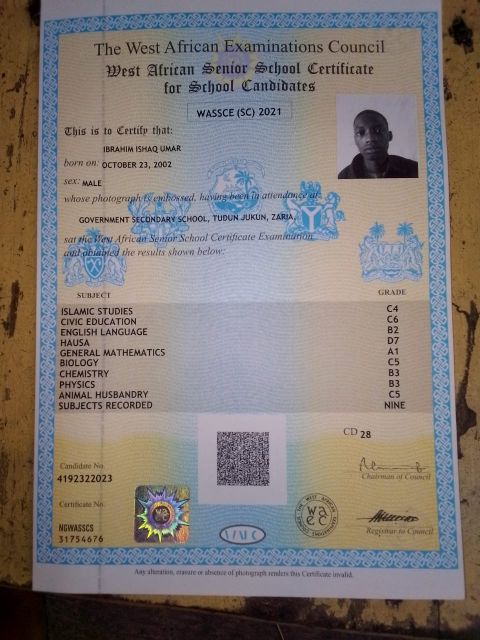 The West African Examinations Council
West African Senior School Certificate
for School Candidates
WASSCE (SC) 2021
This is to Certify that:
IBRAHIM ISHAQ UMAR
born on: OCTOBER 23, 2002
sex: MALE
whose photograph is embossed, having been in attendance at
GOVERNMENT SECONDARY SCHOOL, TUDUN JUKUN, ZARIA.
sat the West African Senior School Certificate Examination
and obtained the results shown below:
SUBJECT GRADE
ISLAMIC STUDIES C4
CIVIC EDUCATION C6
ENGLISH LANGUAGE B2
HAUSA D7
GENERAL MATHEMATICS A1
BIOLOGY C5
CHEMISTRY B3
PHYSICS B3
ANIMAL HUSBANDRY C5
SUBJECTS RECORDED NINE
CD 28
Candidate No.
4192322023
Chairman of Council
Certificate No.
NGWASSCS
31754676
THE WEST AFRICAN EXAMINATIONS COUNCIL
waec
Registrar to Council
Any alteration, erasure or absence of photograph renders this Certificate invalid.